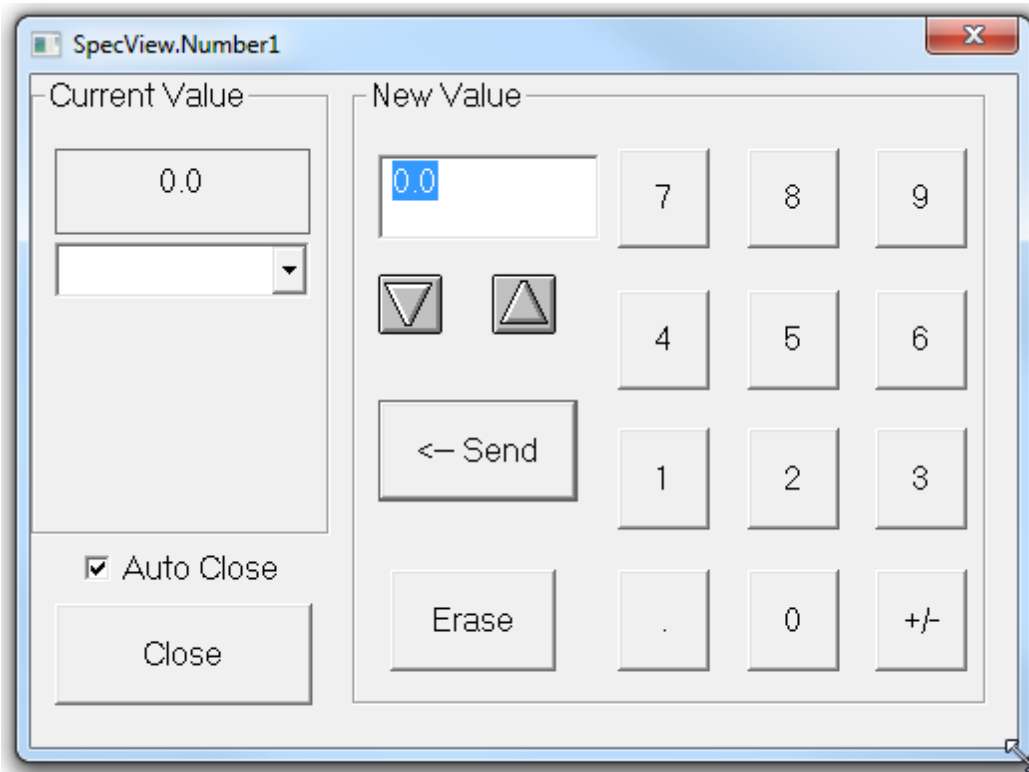 SpecView.Number1
Current Value
0.0
Auto Close
Close
New Value
0.0
7 8 9
4 5 6
<– Send
1 2 3
Erase
. 0 +/-